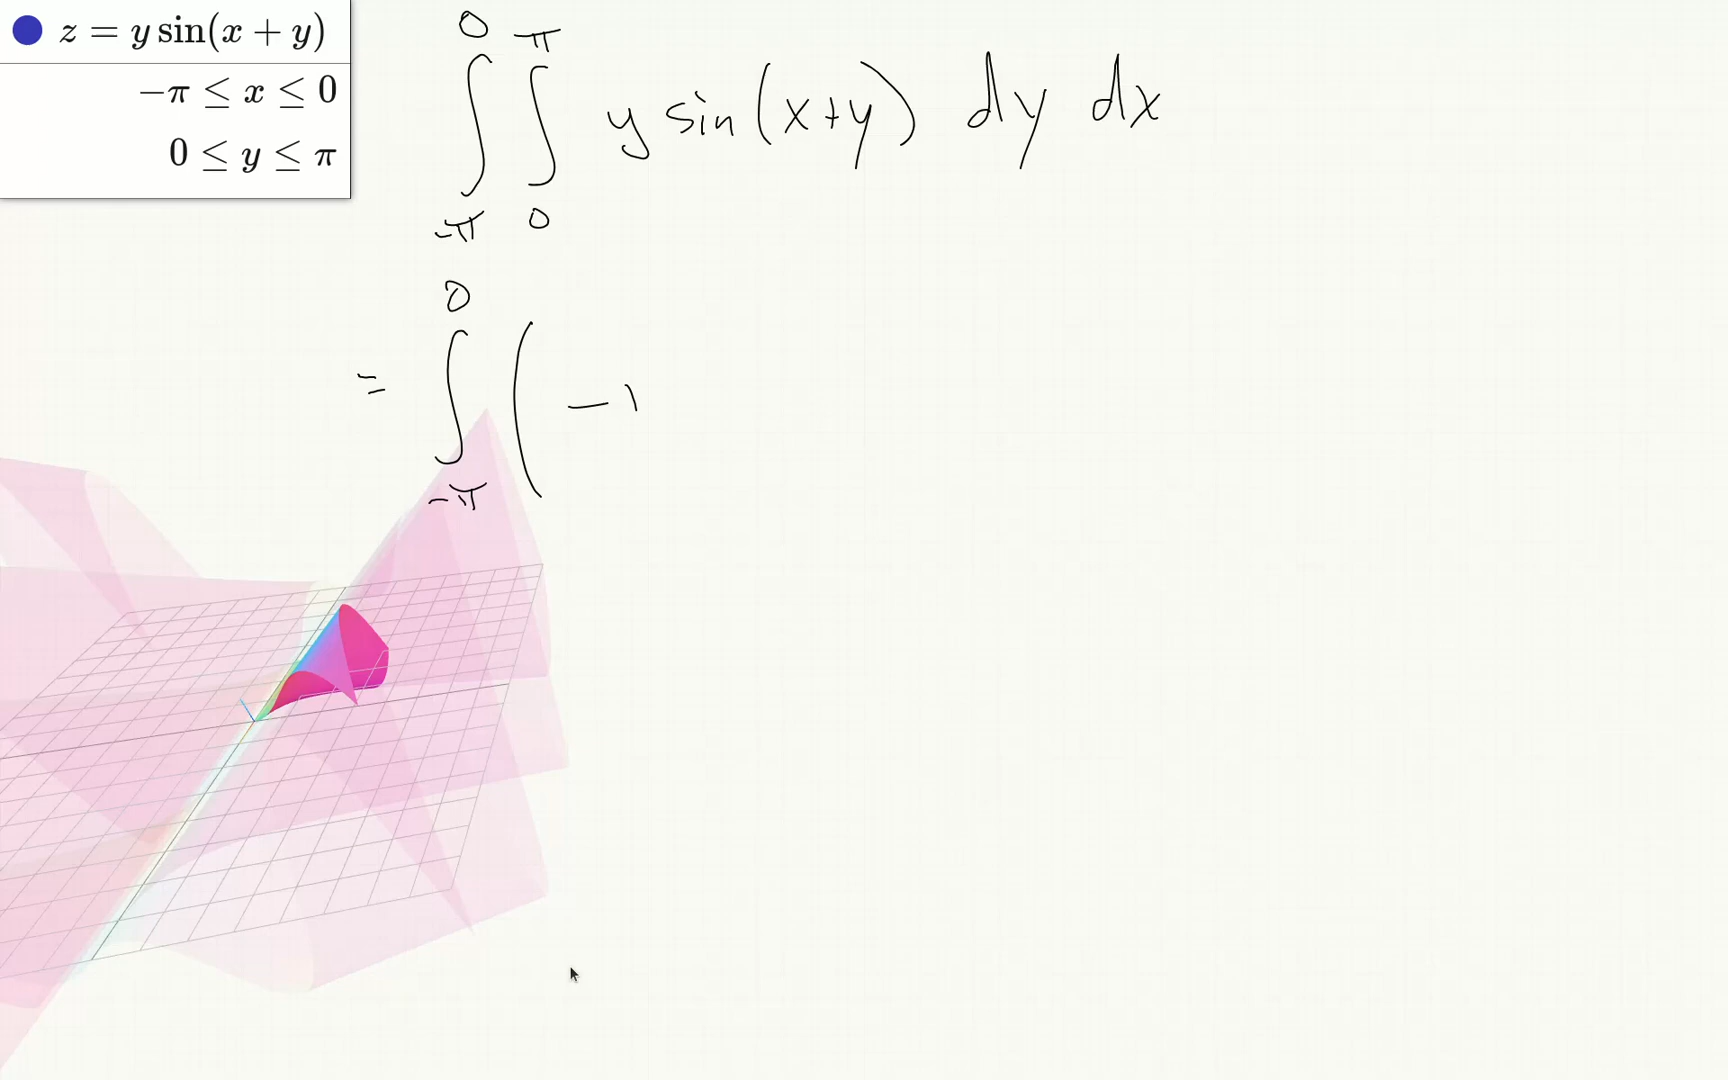 z = y sin(x + y)
−π ≤ x ≤ 0
0 ≤ y ≤ π
∫_{-π}^{0} ∫_{0}^{π} y sin(x+y) dy dx
= ∫_{-π}^{0} ( −